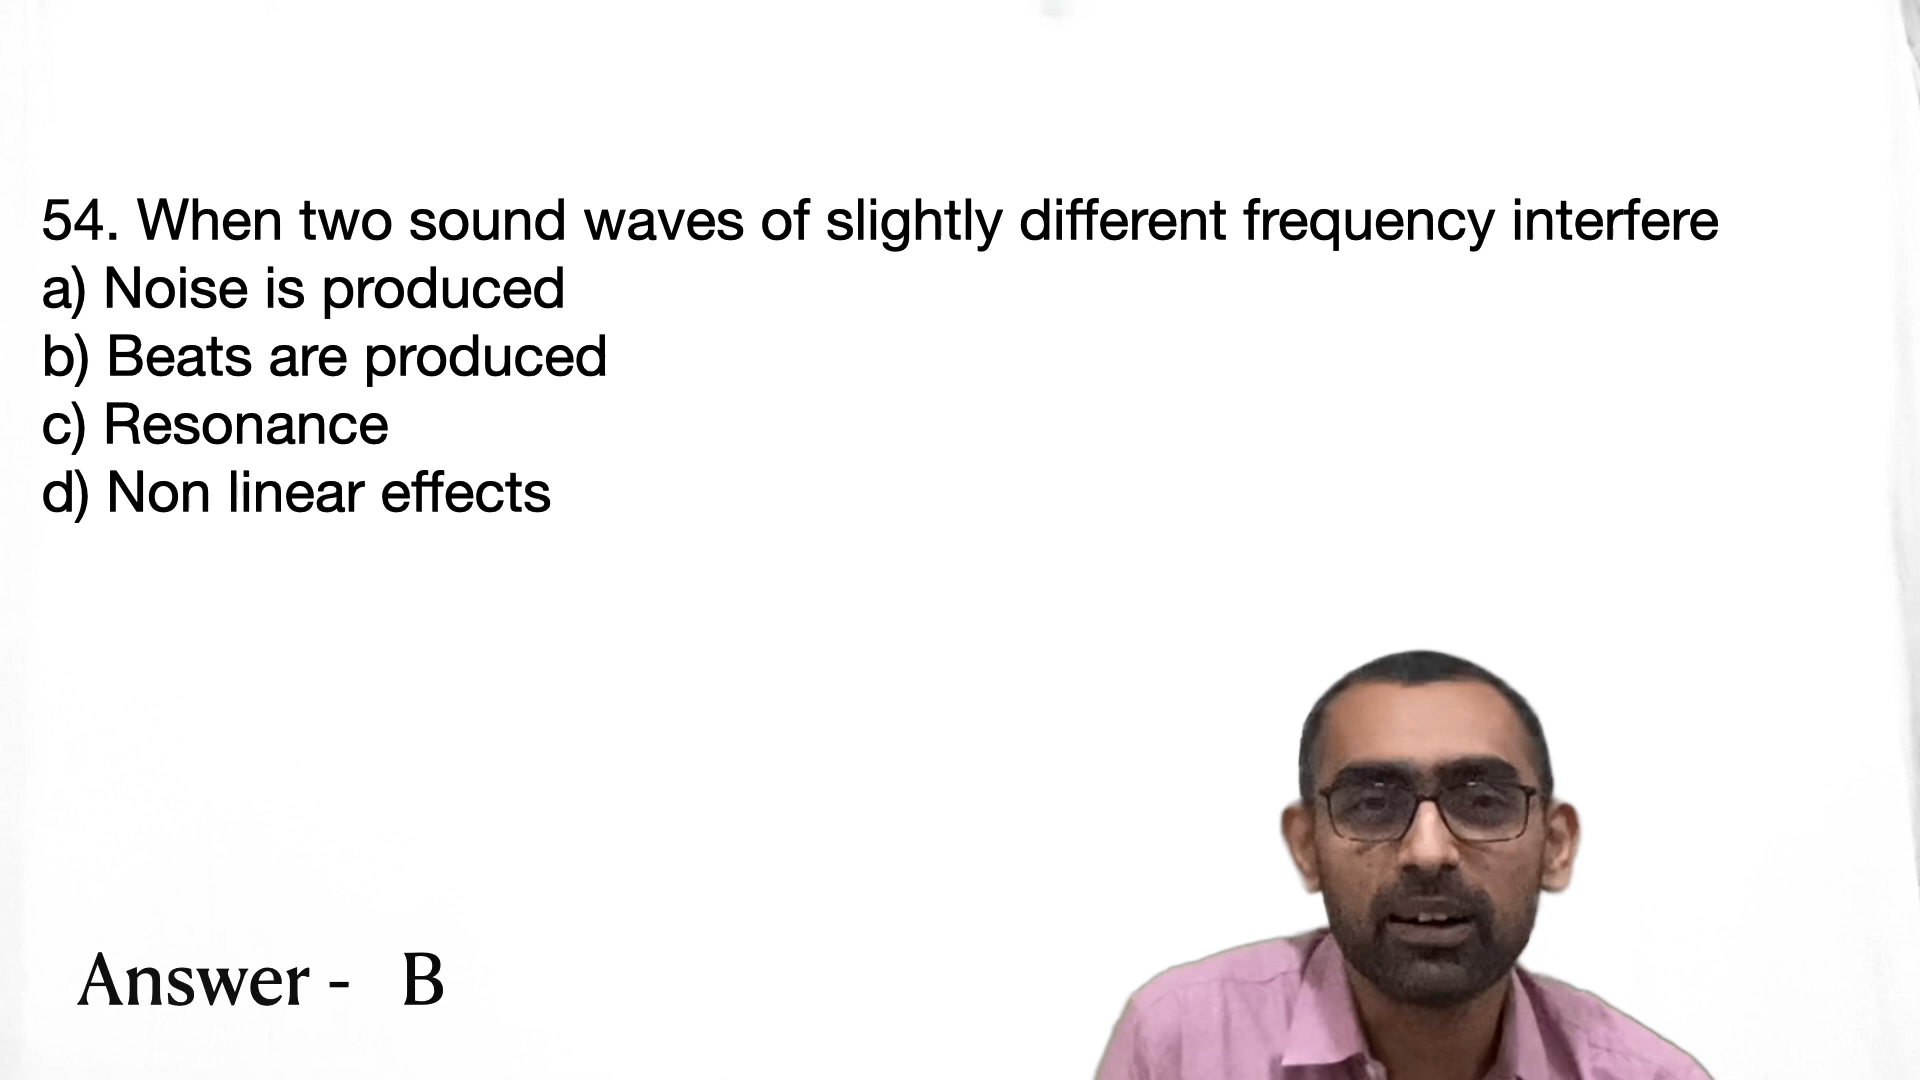 54. When two sound waves of slightly different frequency interfere
a) Noise is produced
b) Beats are produced
c) Resonance
d) Non linear effects
Answer - B